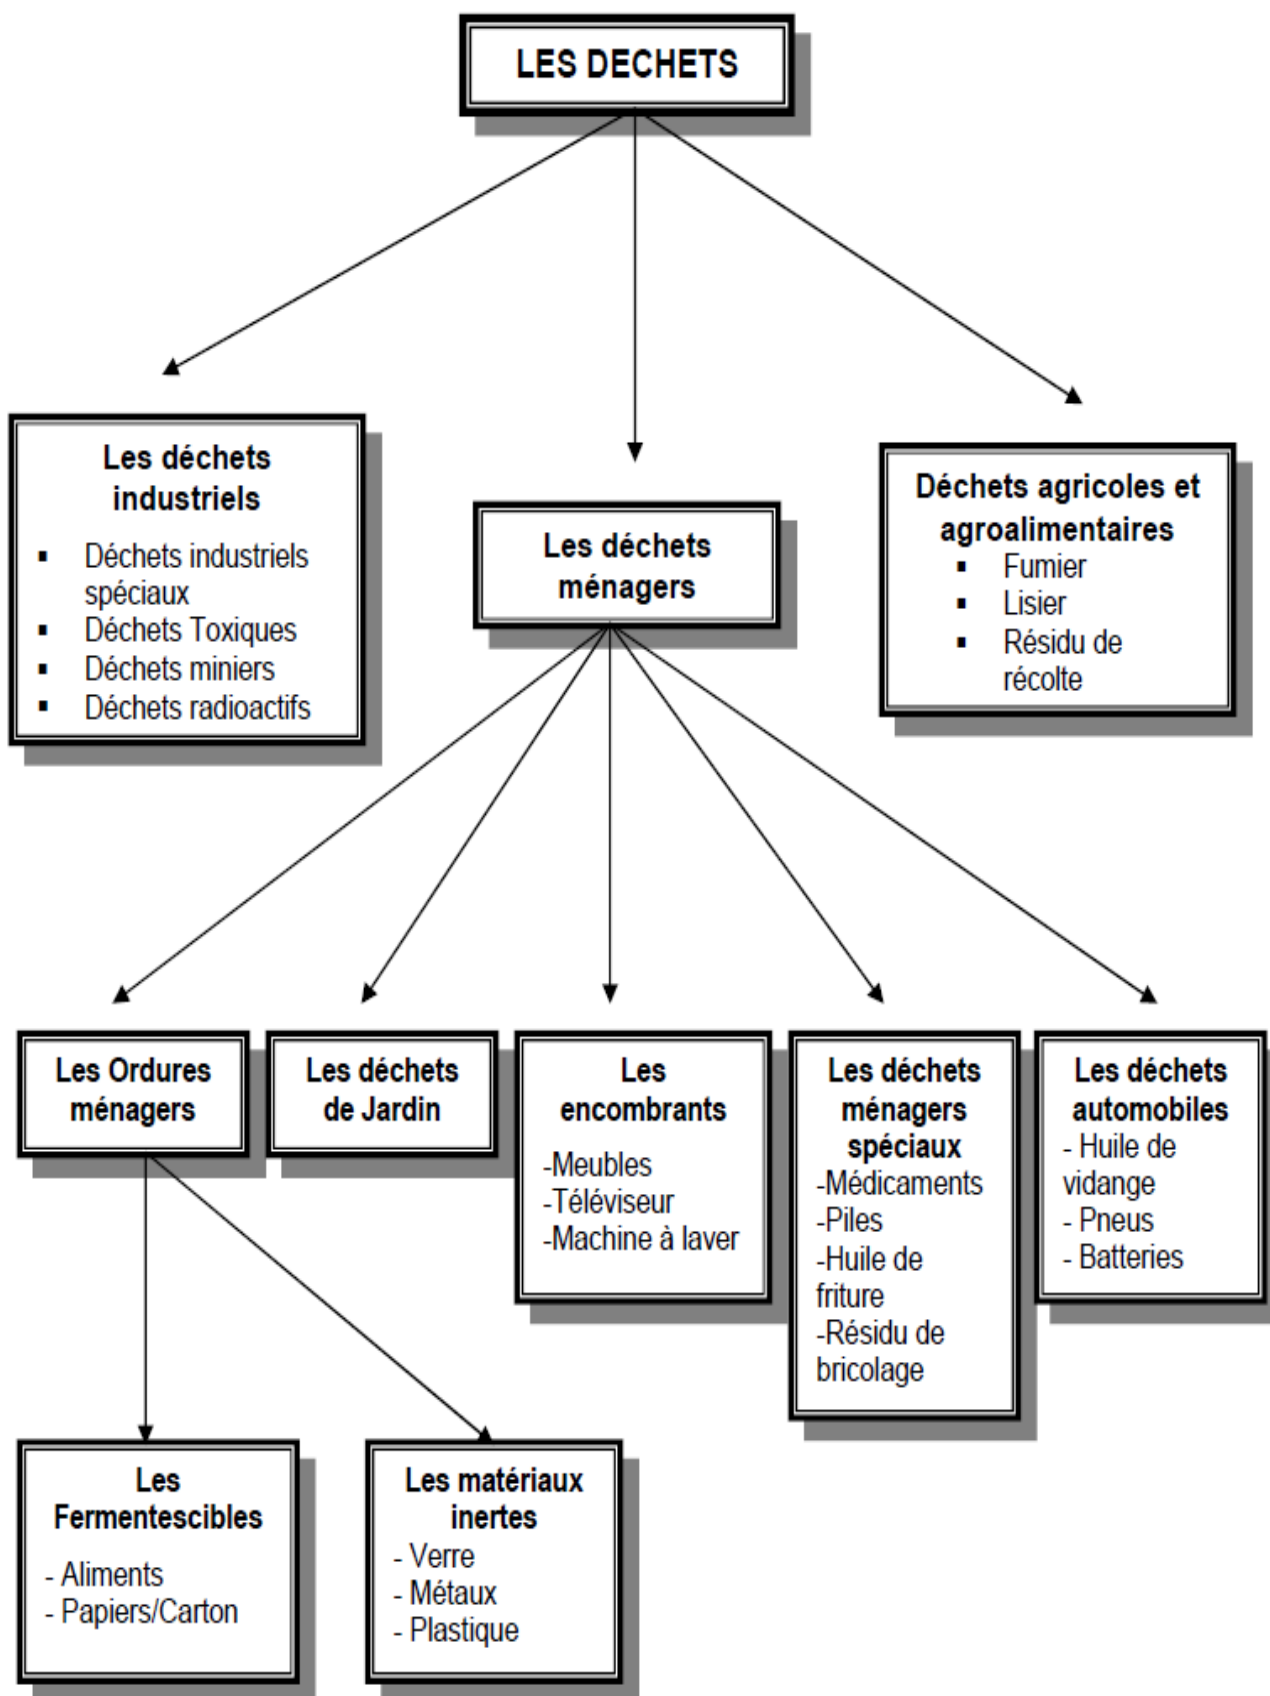 LES DECHETS
Les déchets
industriels
▪ Déchets industriels
spéciaux
▪ Déchets Toxiques
▪ Déchets miniers
▪ Déchets radioactifs
Les déchets
ménagers
Déchets agricoles et
agroalimentaires
▪ Fumier
▪ Lisier
▪ Résidu de
récolte
Les Ordures
ménagers
Les déchets
de Jardin
Les
encombrants
-Meubles
-Téléviseur
-Machine à laver
Les déchets
ménagers
spéciaux
-Médicaments
-Piles
-Huile de
friture
-Résidu de
bricolage
Les déchets
automobiles
- Huile de
vidange
- Pneus
- Batteries
Les
Fermentescibles
- Aliments
- Papiers/Carton
Les matériaux
inertes
- Verre
- Métaux
- Plastique